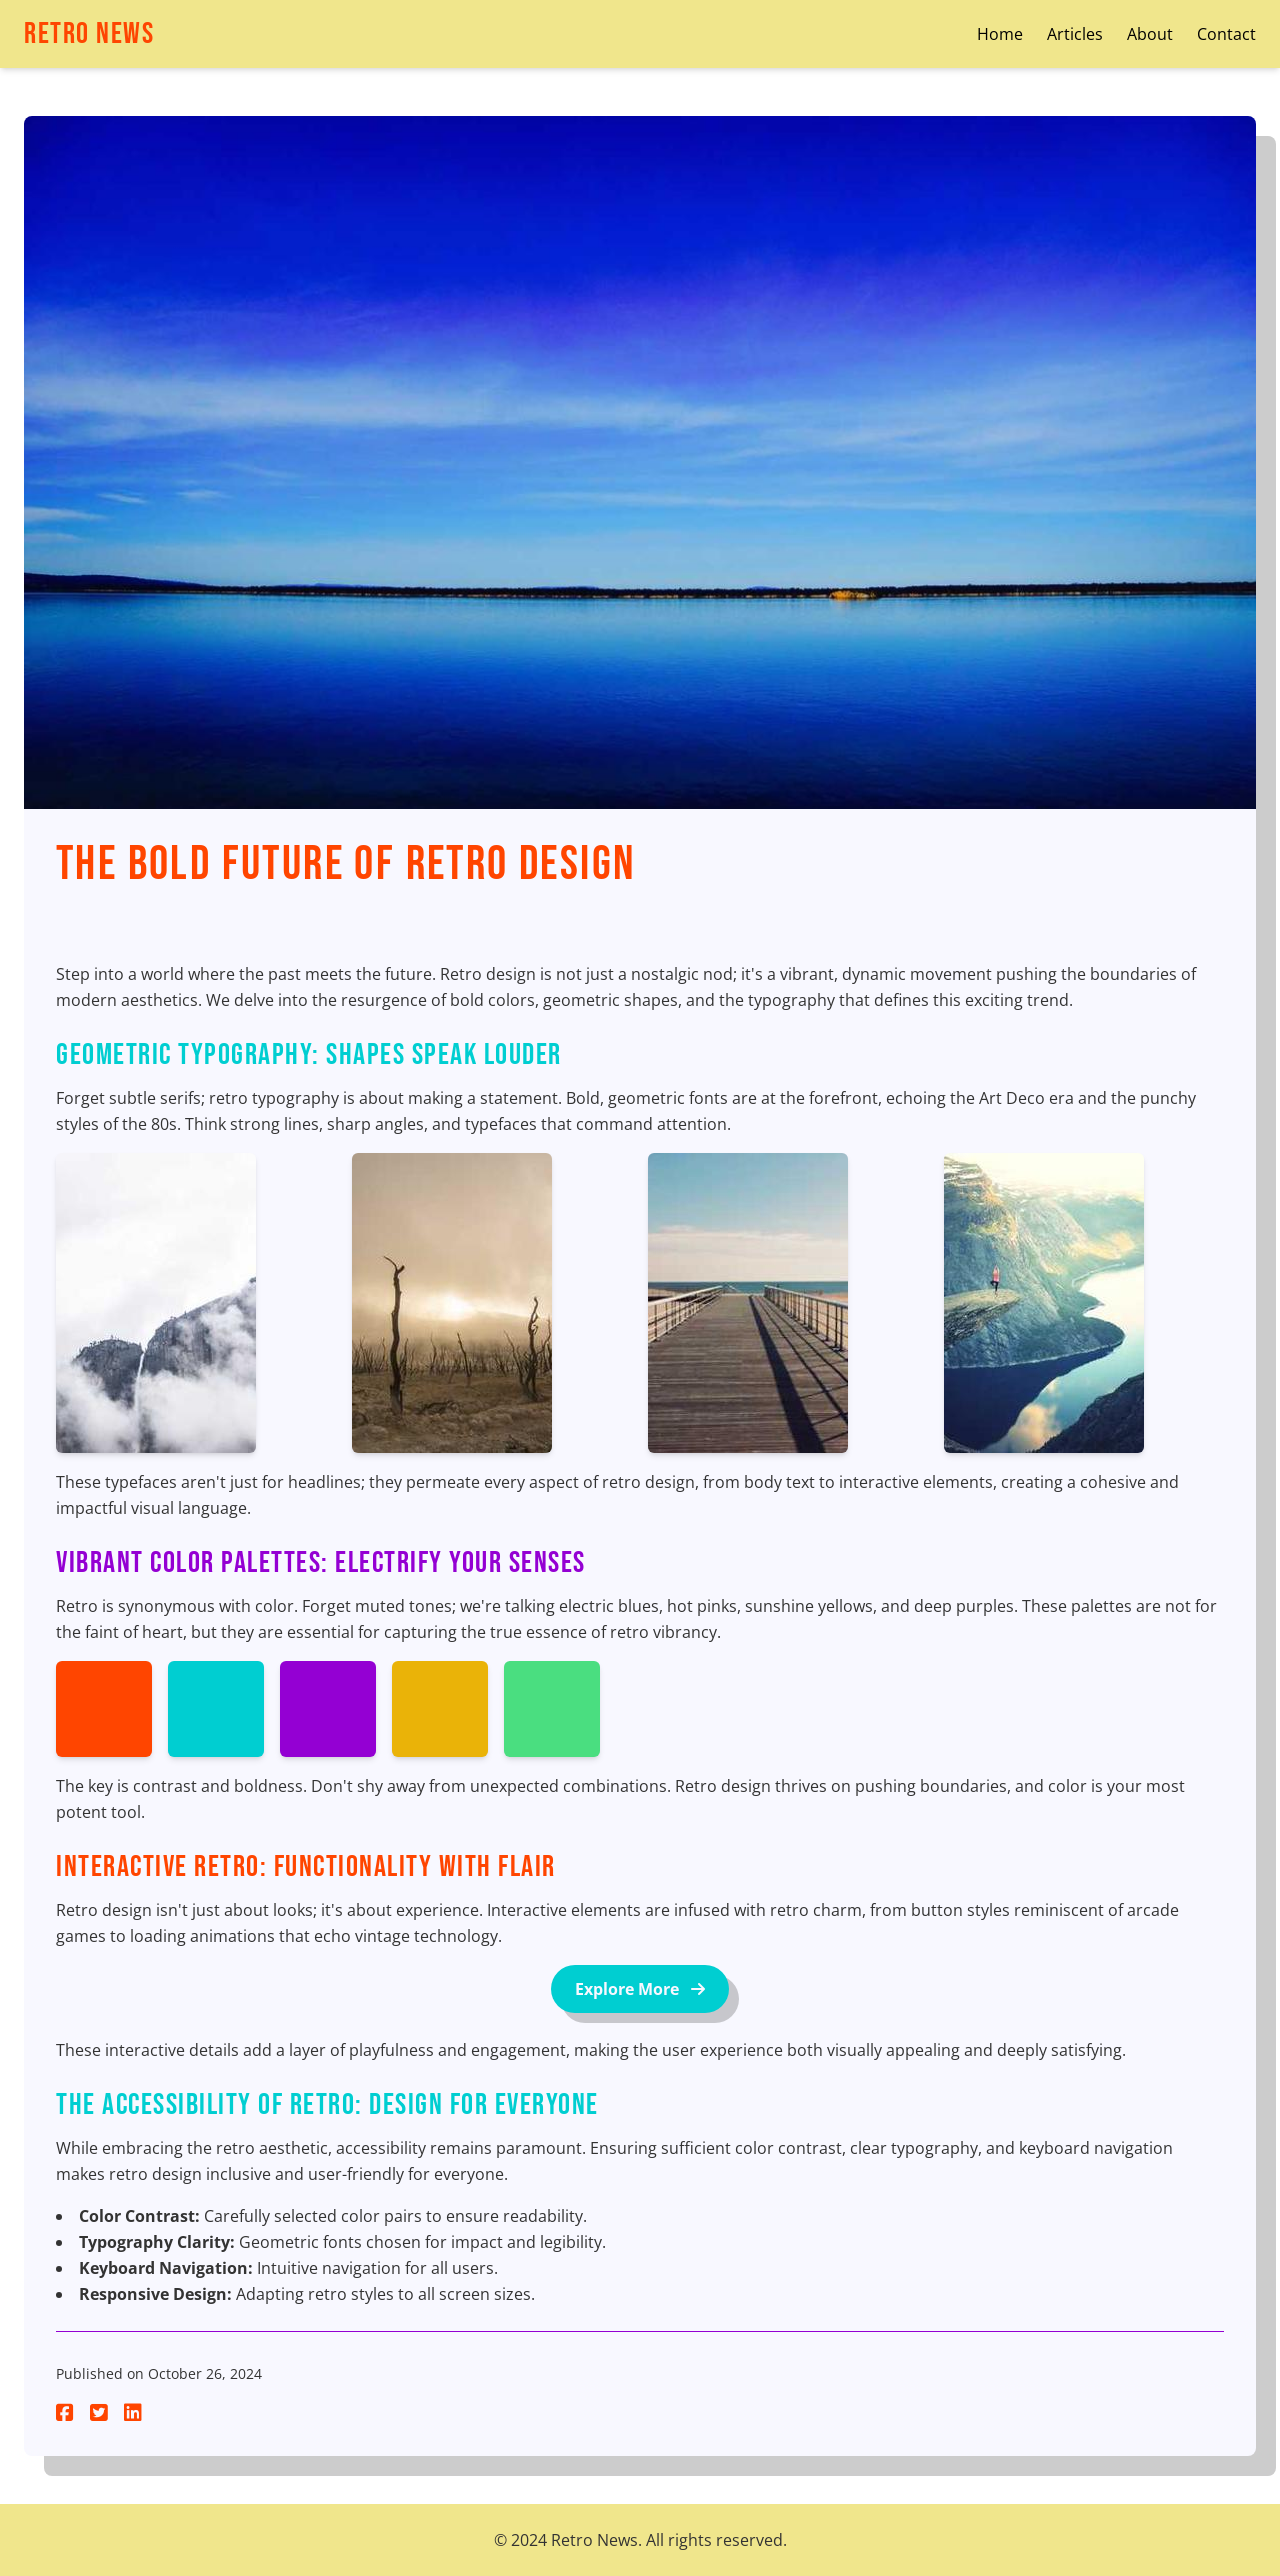 RETRO NEWS
Home Articles About Contact
THE BOLD FUTURE OF RETRO DESIGN
Step into a world where the past meets the future. Retro design is not just a nostalgic nod; it's a vibrant, dynamic movement pushing the boundaries of
modern aesthetics. We delve into the resurgence of bold colors, geometric shapes, and the typography that defines this exciting trend.
GEOMETRIC TYPOGRAPHY: SHAPES SPEAK LOUDER
Forget subtle serifs; retro typography is about making a statement. Bold, geometric fonts are at the forefront, echoing the Art Deco era and the punchy
styles of the 80s. Think strong lines, sharp angles, and typefaces that command attention.
These typefaces aren't just for headlines; they permeate every aspect of retro design, from body text to interactive elements, creating a cohesive and
impactful visual language.
VIBRANT COLOR PALETTES: ELECTRIFY YOUR SENSES
Retro is synonymous with color. Forget muted tones; we're talking electric blues, hot pinks, sunshine yellows, and deep purples. These palettes are not for
the faint of heart, but they are essential for capturing the true essence of retro vibrancy.
The key is contrast and boldness. Don't shy away from unexpected combinations. Retro design thrives on pushing boundaries, and color is your most
potent tool.
INTERACTIVE RETRO: FUNCTIONALITY WITH FLAIR
Retro design isn't just about looks; it's about experience. Interactive elements are infused with retro charm, from button styles reminiscent of arcade
games to loading animations that echo vintage technology.
Explore More
These interactive details add a layer of playfulness and engagement, making the user experience both visually appealing and deeply satisfying.
THE ACCESSIBILITY OF RETRO: DESIGN FOR EVERYONE
While embracing the retro aesthetic, accessibility remains paramount. Ensuring sufficient color contrast, clear typography, and keyboard navigation
makes retro design inclusive and user-friendly for everyone.
• Color Contrast: Carefully selected color pairs to ensure readability.
• Typography Clarity: Geometric fonts chosen for impact and legibility.
• Keyboard Navigation: Intuitive navigation for all users.
• Responsive Design: Adapting retro styles to all screen sizes.
Published on October 26, 2024
© 2024 Retro News. All rights reserved.